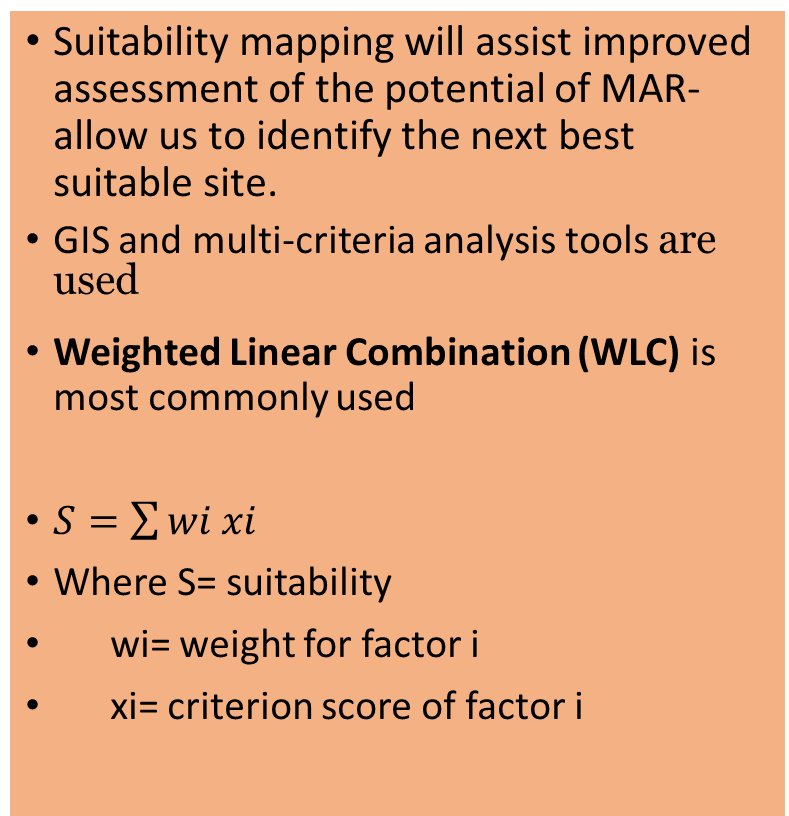 • Suitability mapping will assist improved
assessment of the potential of MAR-
allow us to identify the next best
suitable site.
• GIS and multi-criteria analysis tools are
used
• Weighted Linear Combination (WLC) is
most commonly used
• S = ∑ wi xi
• Where S= suitability
• wi= weight for factor i
• xi= criterion score of factor i